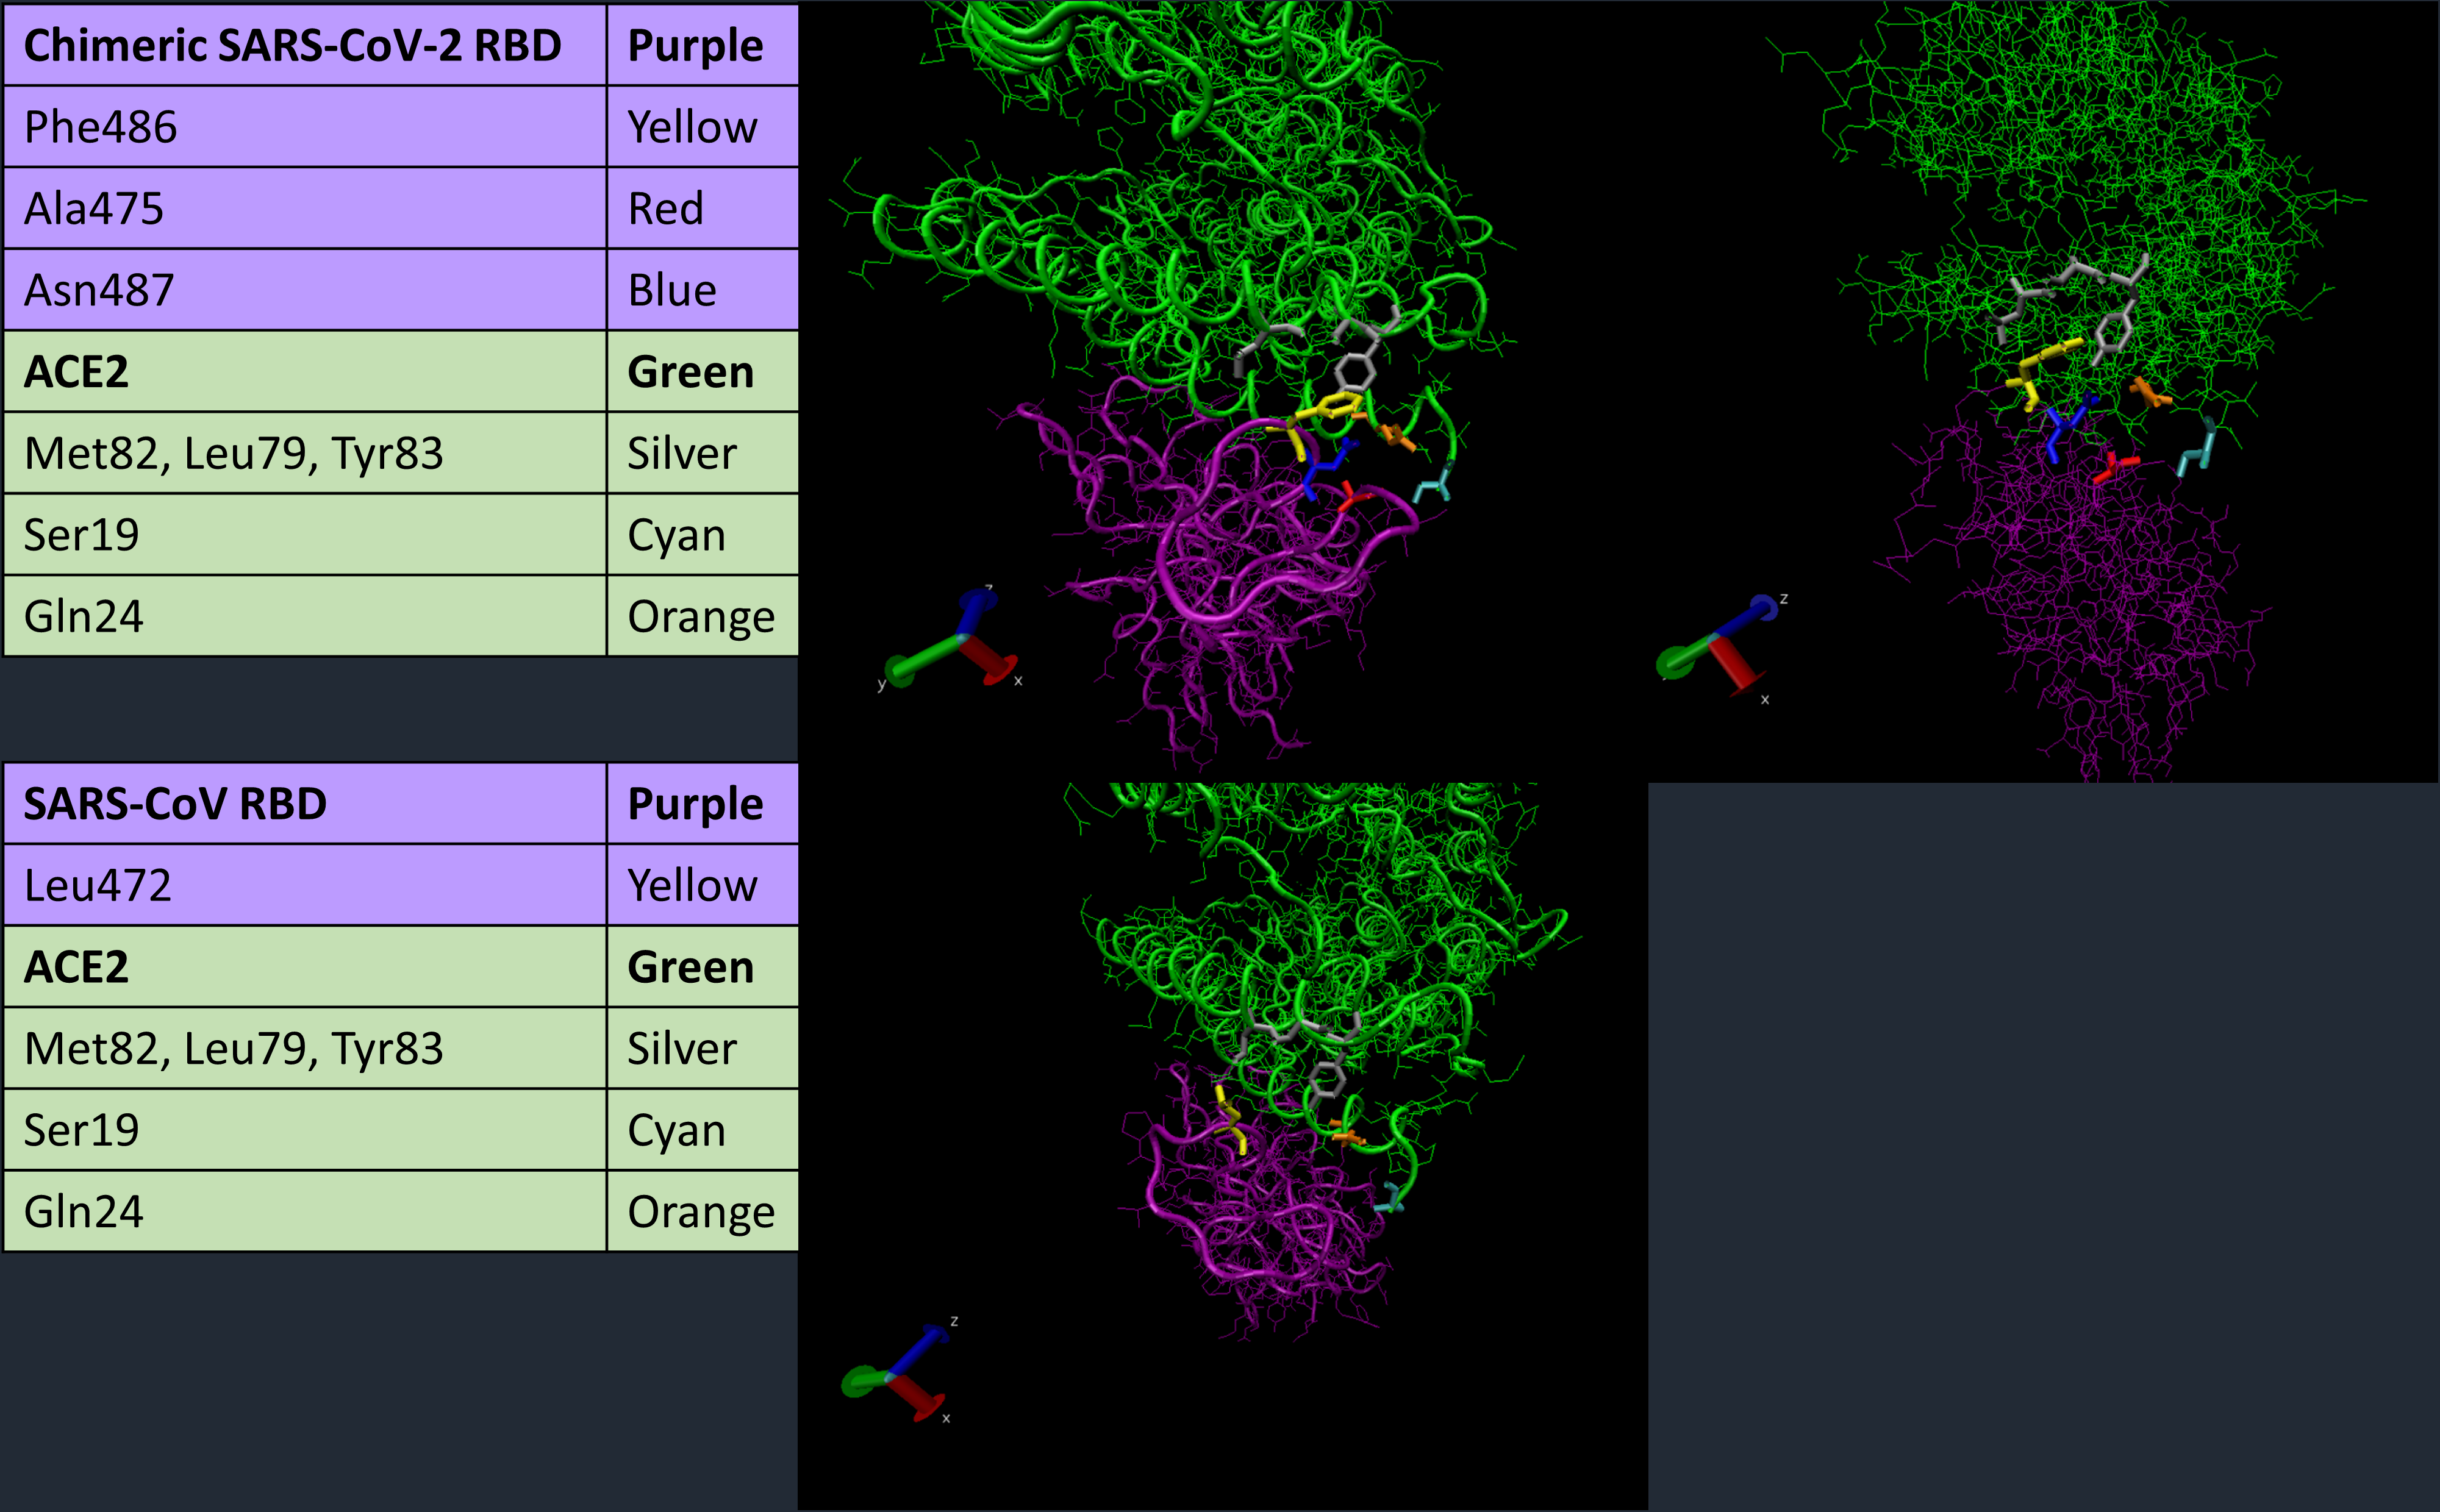 Chimeric SARS-CoV-2 RBD Purple
Phe486 Yellow
Ala475 Red
Asn487 Blue
ACE2 Green
Met82, Leu79, Tyr83 Silver
Ser19 Cyan
Gln24 Orange
z
y
x
z
x
SARS-CoV RBD Purple
Leu472 Yellow
ACE2 Green
Met82, Leu79, Tyr83 Silver
Ser19 Cyan
Gln24 Orange
z
x